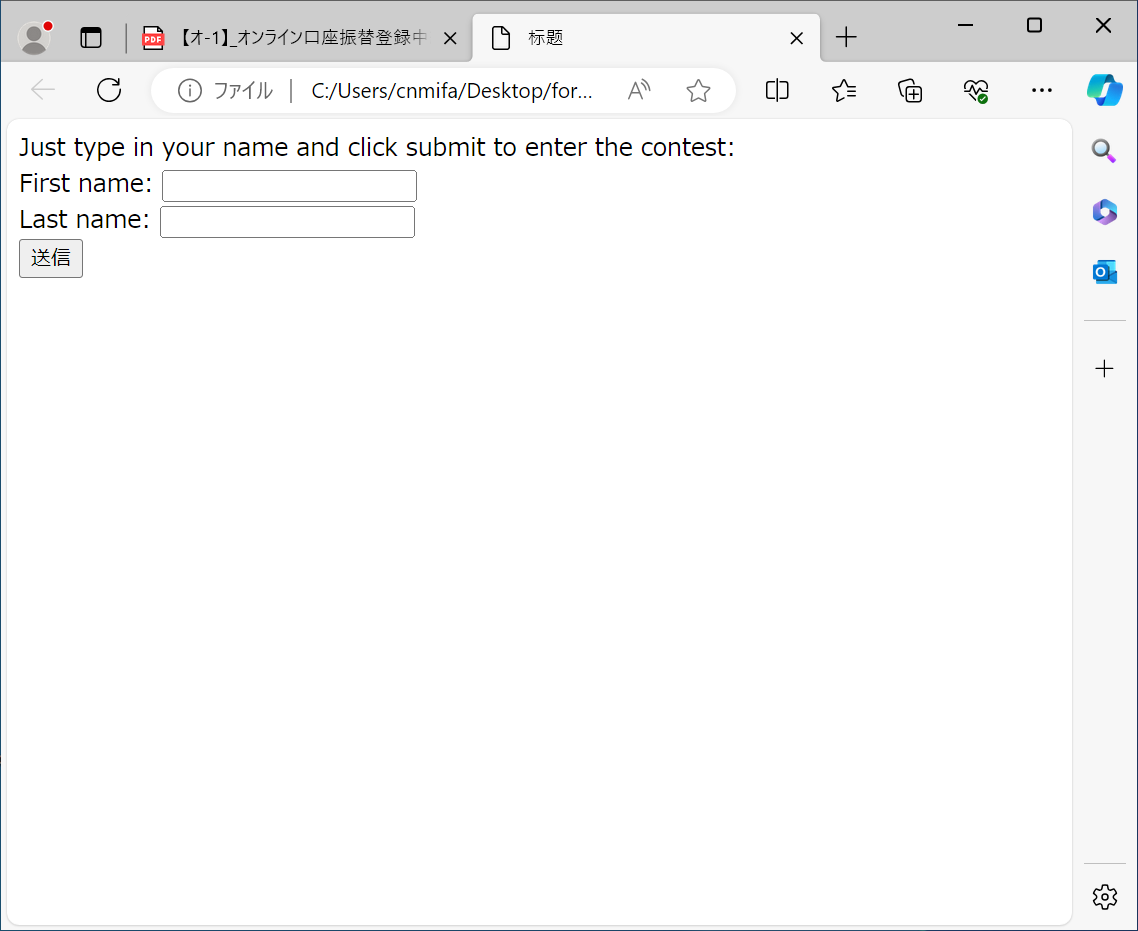 【オ-1】_オンライン口座振替登録中
标题
ファイル
C:/Users/cnmifa/Desktop/for...
Just type in your name and click submit to enter the contest:
First name:
Last name:
送信